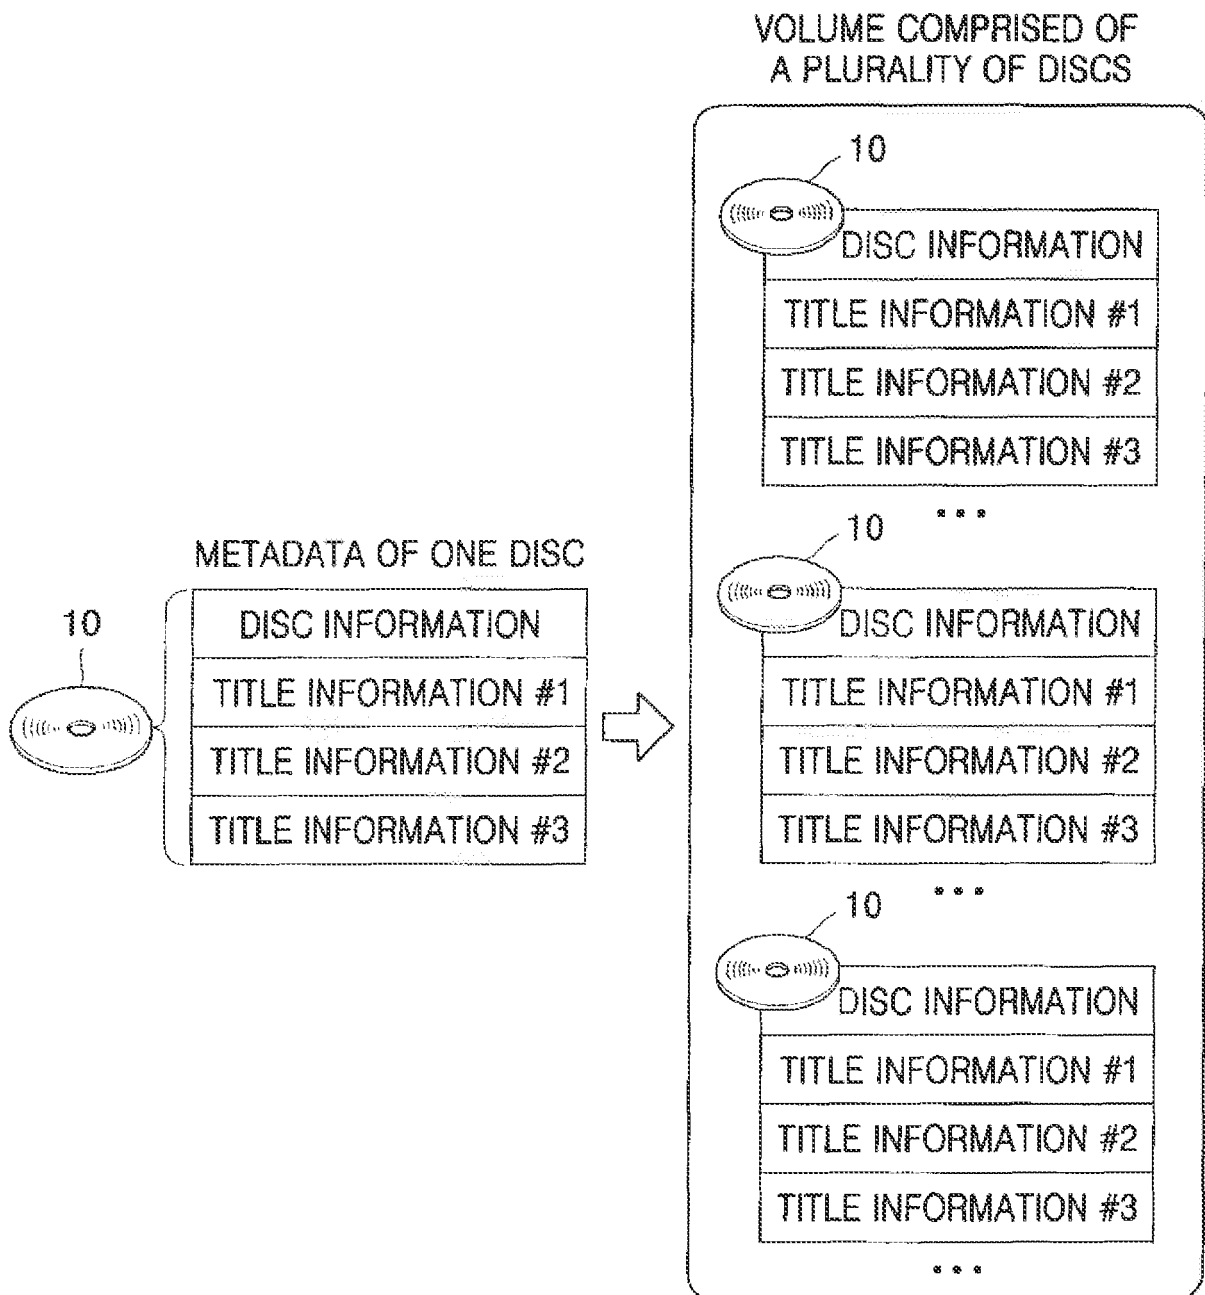 VOLUME COMPRISED OF
A PLURALITY OF DISCS
10
DISC INFORMATION
TITLE INFORMATION #1
TITLE INFORMATION #2
TITLE INFORMATION #3
...
METADATA OF ONE DISC
10
DISC INFORMATION
TITLE INFORMATION #1
TITLE INFORMATION #2
TITLE INFORMATION #3
10
DISC INFORMATION
TITLE INFORMATION #1
TITLE INFORMATION #2
TITLE INFORMATION #3
...
10
DISC INFORMATION
TITLE INFORMATION #1
TITLE INFORMATION #2
TITLE INFORMATION #3
...